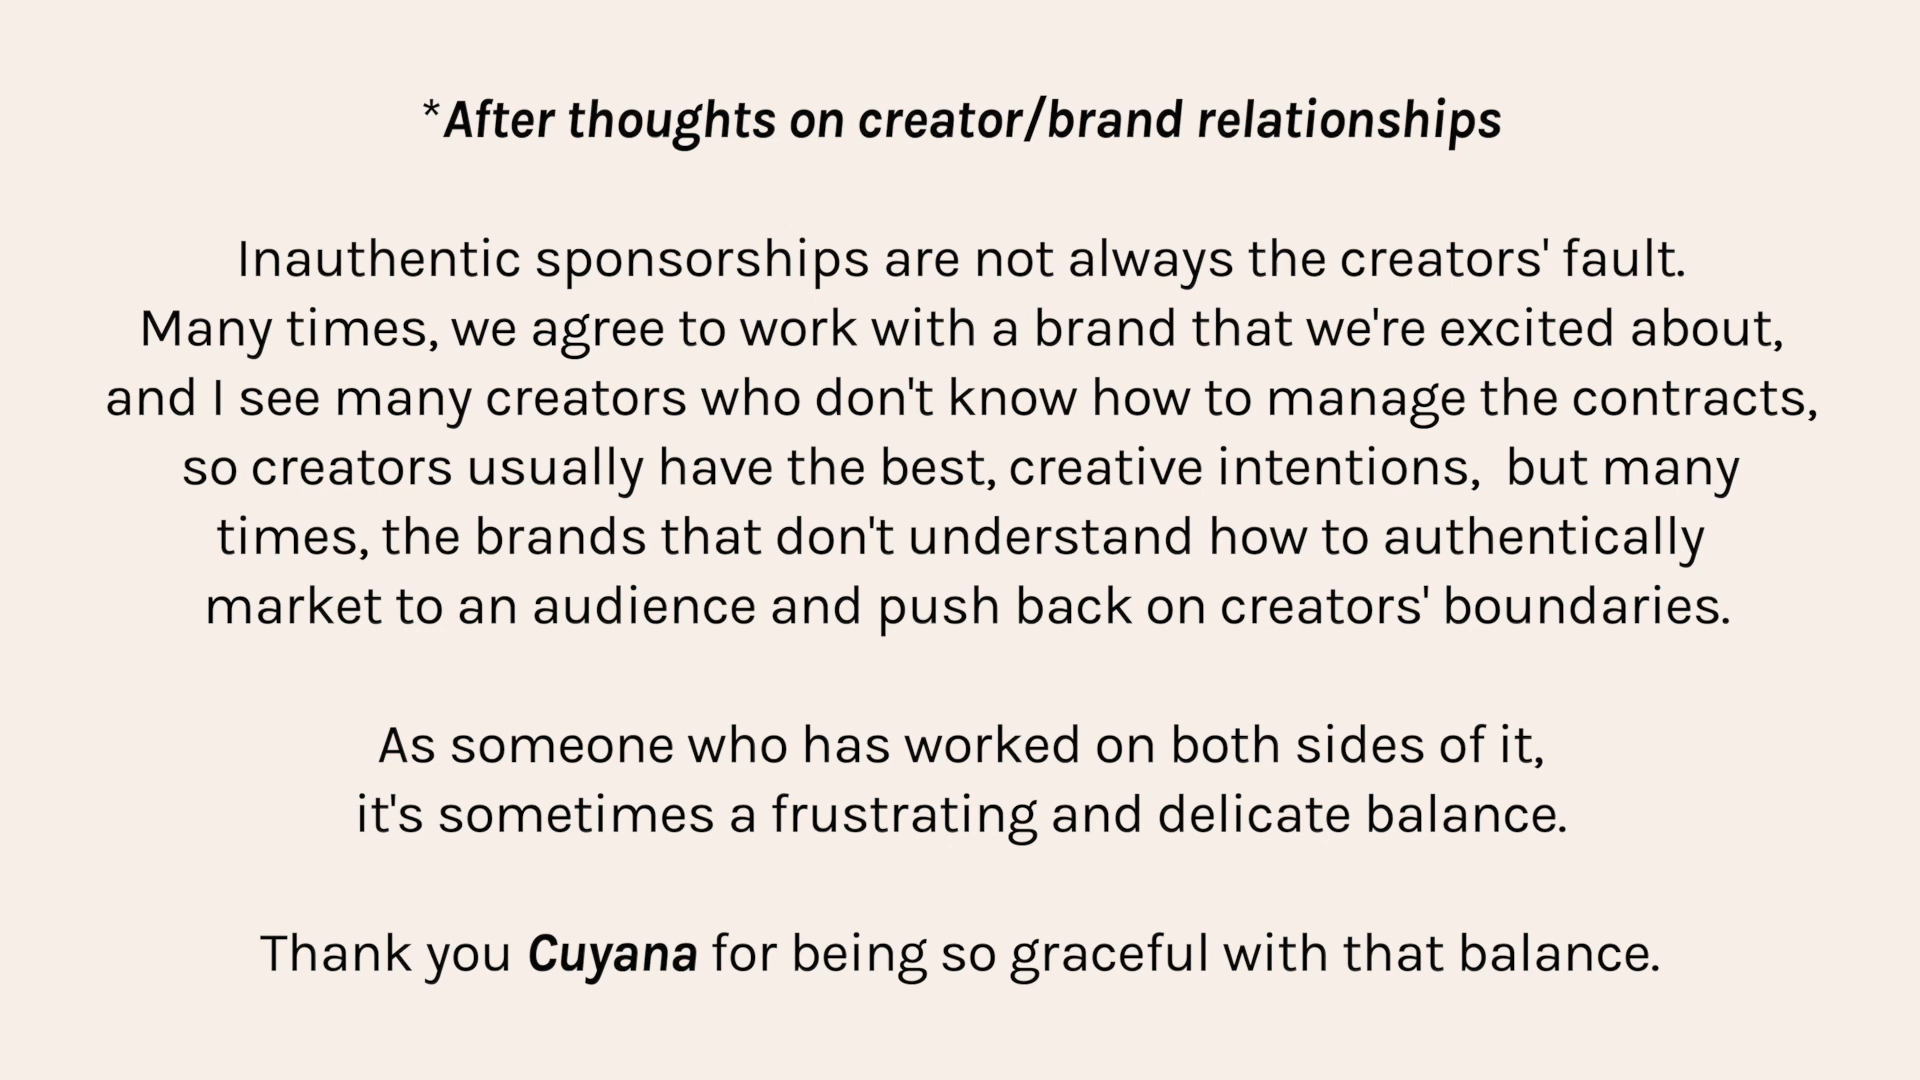 *After thoughts on creator/brand relationships
Inauthentic sponsorships are not always the creators' fault.
Many times, we agree to work with a brand that we're excited about,
and I see many creators who don't know how to manage the contracts,
so creators usually have the best, creative intentions,  but many
times, the brands that don't understand how to authentically
market to an audience and push back on creators' boundaries.
As someone who has worked on both sides of it,
it's sometimes a frustrating and delicate balance.
Thank you Cuyana for being so graceful with that balance.